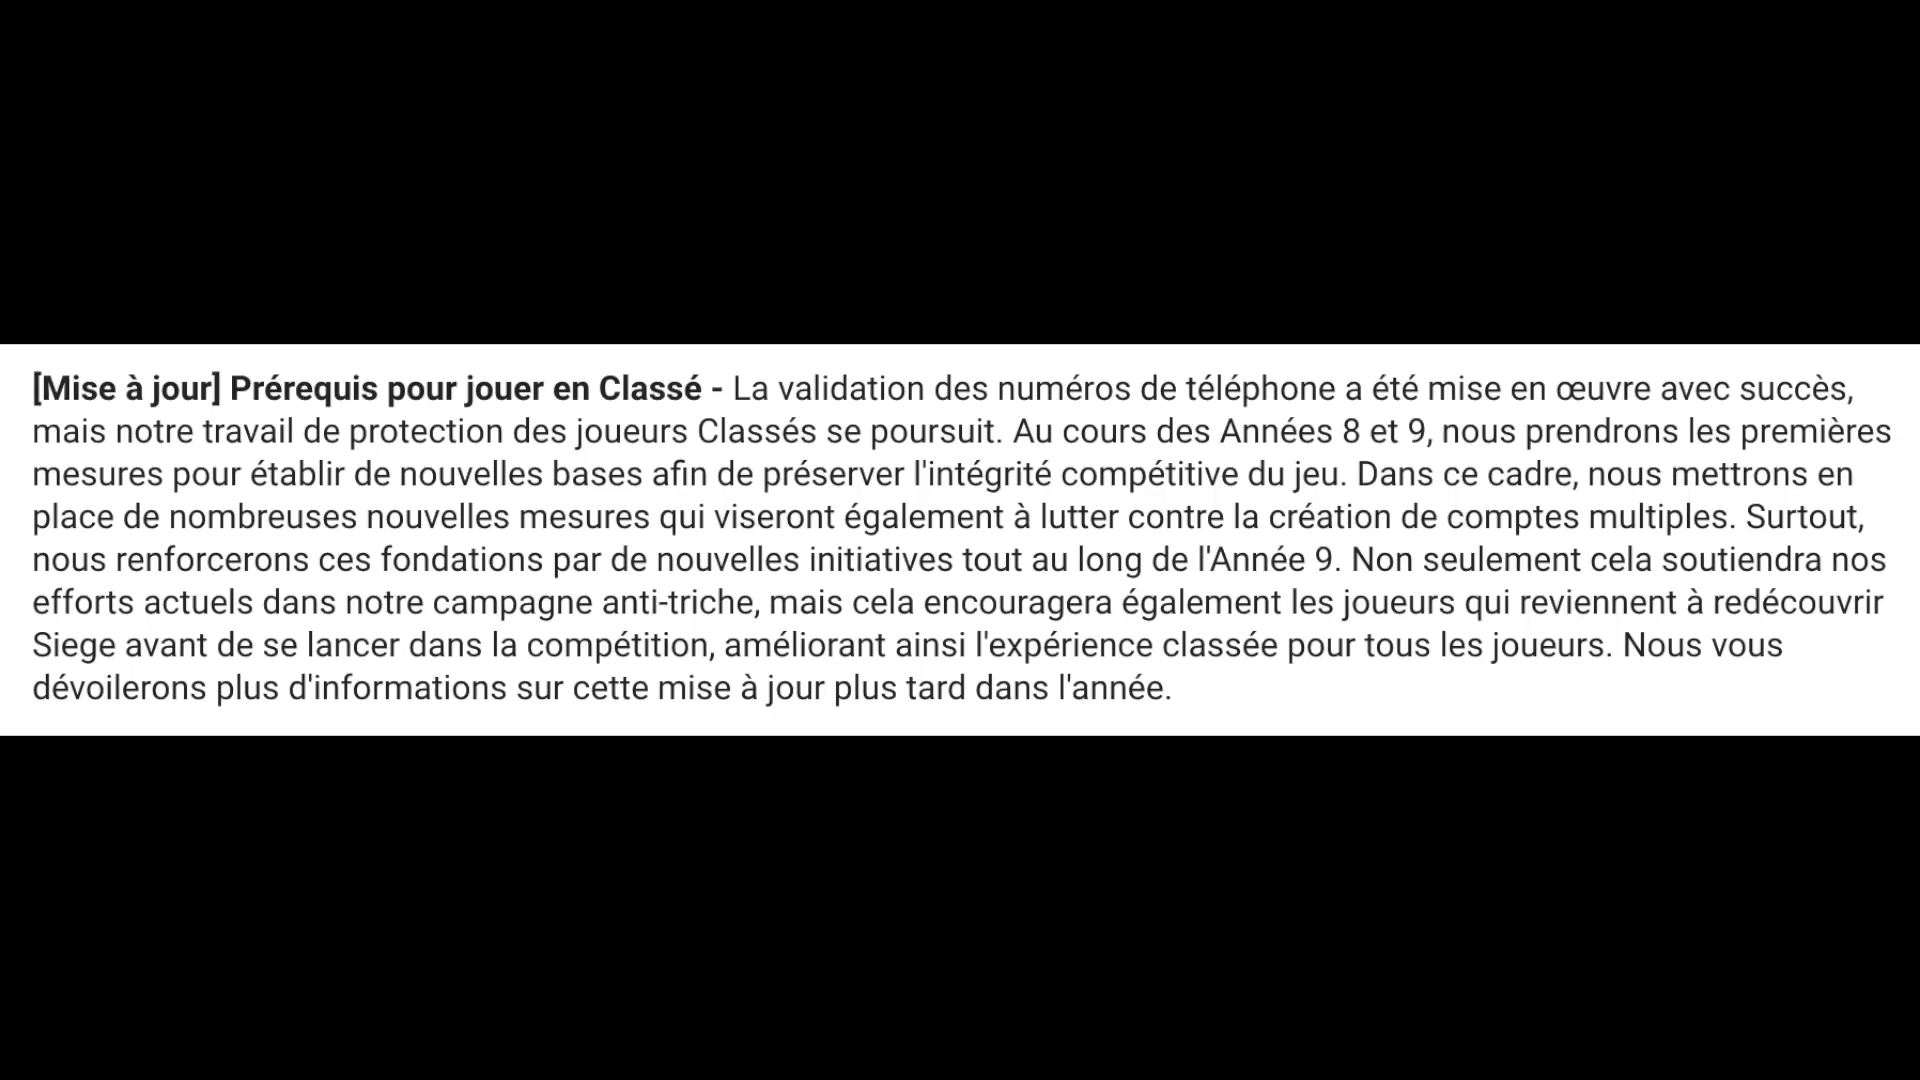 [Mise à jour] Prérequis pour jouer en Classé - La validation des numéros de téléphone a été mise en œuvre avec succès,
mais notre travail de protection des joueurs Classés se poursuit. Au cours des Années 8 et 9, nous prendrons les premières
mesures pour établir de nouvelles bases afin de préserver l'intégrité compétitive du jeu. Dans ce cadre, nous mettrons en
place de nombreuses nouvelles mesures qui viseront également à lutter contre la création de comptes multiples. Surtout,
nous renforcerons ces fondations par de nouvelles initiatives tout au long de l'Année 9. Non seulement cela soutiendra nos
efforts actuels dans notre campagne anti-triche, mais cela encouragera également les joueurs qui reviennent à redécouvrir
Siege avant de se lancer dans la compétition, améliorant ainsi l'expérience classée pour tous les joueurs. Nous vous
dévoilerons plus d'informations sur cette mise à jour plus tard dans l'année.